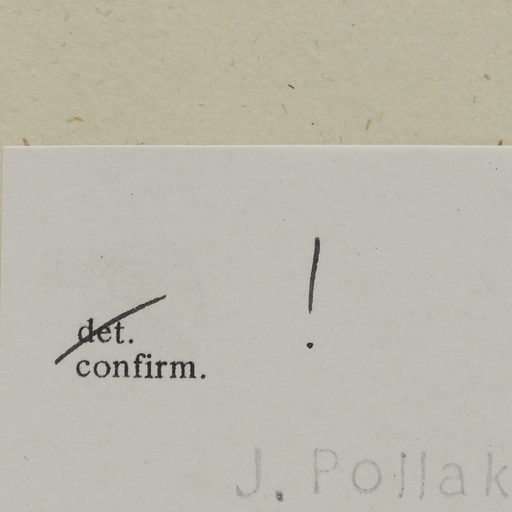 !
det.
confirm.
J. Pollak